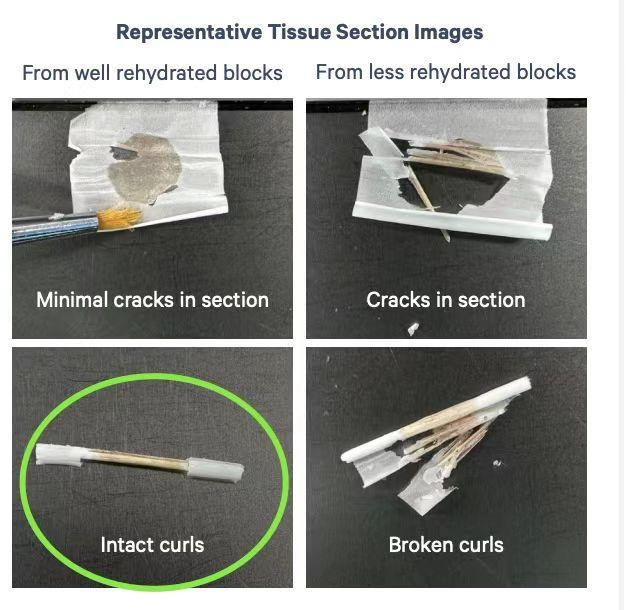 Representative Tissue Section Images
From well rehydrated blocks
From less rehydrated blocks
Minimal cracks in section
Cracks in section
Intact curls
Broken curls